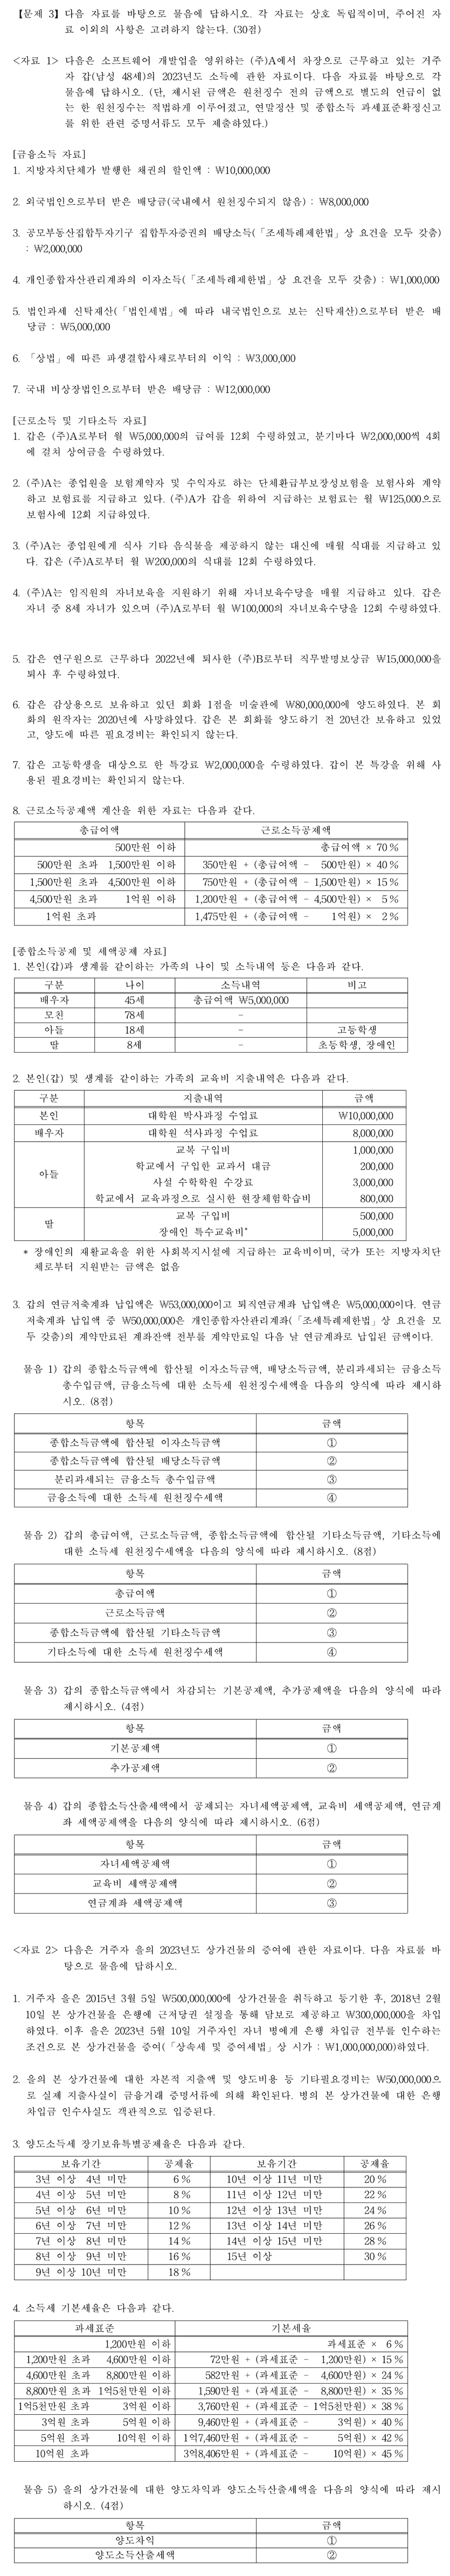 【문제 3】 다음 자료를 바탕으로 물음에 답하시오. 각 자료는 상호 독립적이며, 주어진 자
료 이외의 사항은 고려하지 않는다. (30점)
<자료 1> 다음은 소프트웨어 개발업을 영위하는 (주)A에서 차장으로 근무하고 있는 거주
자 갑(남성 48세)의 2023년도 소득에 관한 자료이다. 다음 자료를 바탕으로 각
물음에 답하시오. (단, 제시된 금액은 원천징수 전의 금액으로 별도의 언급이 없
는 한 원천징수는 적법하게 이루어졌고, 연말정산 및 종합소득 과세표준확정신고
를 위한 관련 증명서류도 모두 제출하였다.)
[금융소득 자료]
1. 지방자치단체가 발행한 채권의 할인액 : ₩10,000,000
2. 외국법인으로부터 받은 배당금(국내에서 원천징수되지 않음) : ₩8,000,000
3. 공모부동산집합투자기구 집합투자증권의 배당소득(「조세특례제한법」상 요건을 모두 갖춤)
: ₩2,000,000
4. 개인종합자산관리계좌의 이자소득(「조세특례제한법」상 요건을 모두 갖춤) : ₩1,000,000
5. 법인과세 신탁재산(「법인세법」에 따라 내국법인으로 보는 신탁재산)으로부터 받은 배
당금 : ₩5,000,000
6. 「상법」에 따른 파생결합사채로부터의 이익 : ₩3,000,000
7. 국내 비상장법인으로부터 받은 배당금 : ₩12,000,000
[근로소득 및 기타소득 자료]
1. 갑은 (주)A로부터 월 ₩5,000,000의 급여를 12회 수령하였고, 분기마다 ₩2,000,000씩 4회
에 걸쳐 상여금을 수령하였다.
2. (주)A는 종업원을 보험계약자 및 수익자로 하는 단체환급부보장성보험을 보험사와 계약
하고 보험료를 지급하고 있다. (주)A가 갑을 위하여 지급하는 보험료는 월 ₩125,000으로
보험사에 12회 지급하였다.
3. (주)A는 종업원에게 식사 기타 음식물을 제공하지 않는 대신에 매월 식대를 지급하고 있
다. 갑은 (주)A로부터 월 ₩200,000의 식대를 12회 수령하였다.
4. (주)A는 임직원의 자녀보육을 지원하기 위해 자녀보육수당을 매월 지급하고 있다. 갑은
자녀 중 8세 자녀가 있으며 (주)A로부터 월 ₩100,000의 자녀보육수당을 12회 수령하였다.
5. 갑은 연구원으로 근무하다 2022년에 퇴사한 (주)B로부터 직무발명보상금 ₩15,000,000을
퇴사 후 수령하였다.
6. 갑은 감상용으로 보유하고 있던 회화 1점을 미술관에 ₩80,000,000에 양도하였다. 본 회
화의 원작자는 2020년에 사망하였다. 갑은 본 회화를 양도하기 전 20년간 보유하고 있었
고, 양도에 따른 필요경비는 확인되지 않는다.
7. 갑은 고등학생을 대상으로 한 특강료 ₩2,000,000을 수령하였다. 갑이 본 특강을 위해 사
용된 필요경비는 확인되지 않는다.
8. 근로소득공제액 계산을 위한 자료는 다음과 같다.
총급여액 근로소득공제액
500만원 이하 총급여액 × 70 %
500만원 초과 1,500만원 이하 350만원 + (총급여액 - 500만원) × 40 %
1,500만원 초과 4,500만원 이하 750만원 + (총급여액 - 1,500만원) × 15 %
4,500만원 초과 1억원 이하 1,200만원 + (총급여액 - 4,500만원) × 5 %
1억원 초과 1,475만원 + (총급여액 - 1억원) × 2 %
[종합소득공제 및 세액공제 자료]
1. 본인(갑)과 생계를 같이하는 가족의 나이 및 소득내역 등은 다음과 같다.
구분 나이 소득내역 비고
배우자 45세 총급여액 ₩5,000,000
모친 78세 -
아들 18세 - 고등학생
딸 8세 - 초등학생, 장애인
2. 본인(갑) 및 생계를 같이하는 가족의 교육비 지출내역은 다음과 같다.
구분 지출내역 금액
본인 대학원 박사과정 수업료 ₩10,000,000
배우자 대학원 석사과정 수업료 8,000,000
아들 교복 구입비 1,000,000
학교에서 구입한 교과서 대금 200,000
사설 수학학원 수강료 3,000,000
학교에서 교육과정으로 실시한 현장체험학습비 800,000
딸 교복 구입비 500,000
장애인 특수교육비* 5,000,000
* 장애인의 재활교육을 위한 사회복지시설에 지급하는 교육비이며, 국가 또는 지방자치단
체로부터 지원받는 금액은 없음
3. 갑의 연금저축계좌 납입액은 ₩53,000,000이고 퇴직연금계좌 납입액은 ₩5,000,000이다. 연금
저축계좌 납입액 중 ₩50,000,000은 개인종합자산관리계좌(「조세특례제한법」상 요건을 모
두 갖춤)의 계약만료된 계좌잔액 전부를 계약만료일 다음 날 연금계좌로 납입된 금액이다.
물음 1) 갑의 종합소득금액에 합산될 이자소득금액, 배당소득금액, 분리과세되는 금융소득
총수입금액, 금융소득에 대한 소득세 원천징수세액을 다음의 양식에 따라 제시하
시오. (8점)
항목 금액
종합소득금액에 합산될 이자소득금액 ①
종합소득금액에 합산될 배당소득금액 ②
분리과세되는 금융소득 총수입금액 ③
금융소득에 대한 소득세 원천징수세액 ④
물음 2) 갑의 총급여액, 근로소득금액, 종합소득금액에 합산될 기타소득금액, 기타소득에
대한 소득세 원천징수세액을 다음의 양식에 따라 제시하시오. (8점)
항목 금액
총급여액 ①
근로소득금액 ②
종합소득금액에 합산될 기타소득금액 ③
기타소득에 대한 소득세 원천징수세액 ④
물음 3) 갑의 종합소득금액에서 차감되는 기본공제액, 추가공제액을 다음의 양식에 따라
제시하시오. (4점)
항목 금액
기본공제액 ①
추가공제액 ②
물음 4) 갑의 종합소득산출세액에서 공제되는 자녀세액공제액, 교육비 세액공제액, 연금계
좌 세액공제액을 다음의 양식에 따라 제시하시오. (6점)
항목 금액
자녀세액공제액 ①
교육비 세액공제액 ②
연금계좌 세액공제액 ③
<자료 2> 다음은 거주자 을의 2023년도 상가건물의 증여에 관한 자료이다. 다음 자료를 바
탕으로 물음에 답하시오.
1. 거주자 을은 2015년 3월 5일 ₩500,000,000에 상가건물을 취득하고 등기한 후, 2018년 2월
10일 본 상가건물을 은행에 근저당권 설정을 통해 담보로 제공하고 ₩300,000,000을 차입
하였다. 이후 을은 2023년 5월 10일 거주자인 자녀 병에게 은행 차입금 전부를 인수하는
조건으로 본 상가건물을 증여(「상속세 및 증여세법」상 시가 : ₩1,000,000,000)하였다.
2. 을의 본 상가건물에 대한 자본적 지출액 및 양도비용 등 기타필요경비는 ₩50,000,000으
로 실제 지출사실이 금융거래 증명서류에 의해 확인된다. 병의 본 상가건물에 대한 은행
차입금 인수사실도 객관적으로 입증된다.
3. 양도소득세 장기보유특별공제율은 다음과 같다.
보유기간 공제율 보유기간 공제율
3년 이상 4년 미만 6 % 10년 이상 11년 미만 20 %
4년 이상 5년 미만 8 % 11년 이상 12년 미만 22 %
5년 이상 6년 미만 10 % 12년 이상 13년 미만 24 %
6년 이상 7년 미만 12 % 13년 이상 14년 미만 26 %
7년 이상 8년 미만 14 % 14년 이상 15년 미만 28 %
8년 이상 9년 미만 16 % 15년 이상 30 %
9년 이상 10년 미만 18 %
4. 소득세 기본세율은 다음과 같다.
과세표준 기본세율
1,200만원 이하 과세표준 × 6 %
1,200만원 초과 4,600만원 이하 72만원 + (과세표준 - 1,200만원) × 15 %
4,600만원 초과 8,800만원 이하 582만원 + (과세표준 - 4,600만원) × 24 %
8,800만원 초과 1억5천만원 이하 1,590만원 + (과세표준 - 8,800만원) × 35 %
1억5천만원 초과 3억원 이하 3,760만원 + (과세표준 - 1억5천만원) × 38 %
3억원 초과 5억원 이하 9,460만원 + (과세표준 - 3억원) × 40 %
5억원 초과 10억원 이하 1억7,460만원 + (과세표준 - 5억원) × 42 %
10억원 초과 3억8,406만원 + (과세표준 - 10억원) × 45 %
물음 5) 을의 상가건물에 대한 양도차익과 양도소득산출세액을 다음의 양식에 따라 제시
하시오. (4점)
항목 금액
양도차익 ①
양도소득산출세액 ②